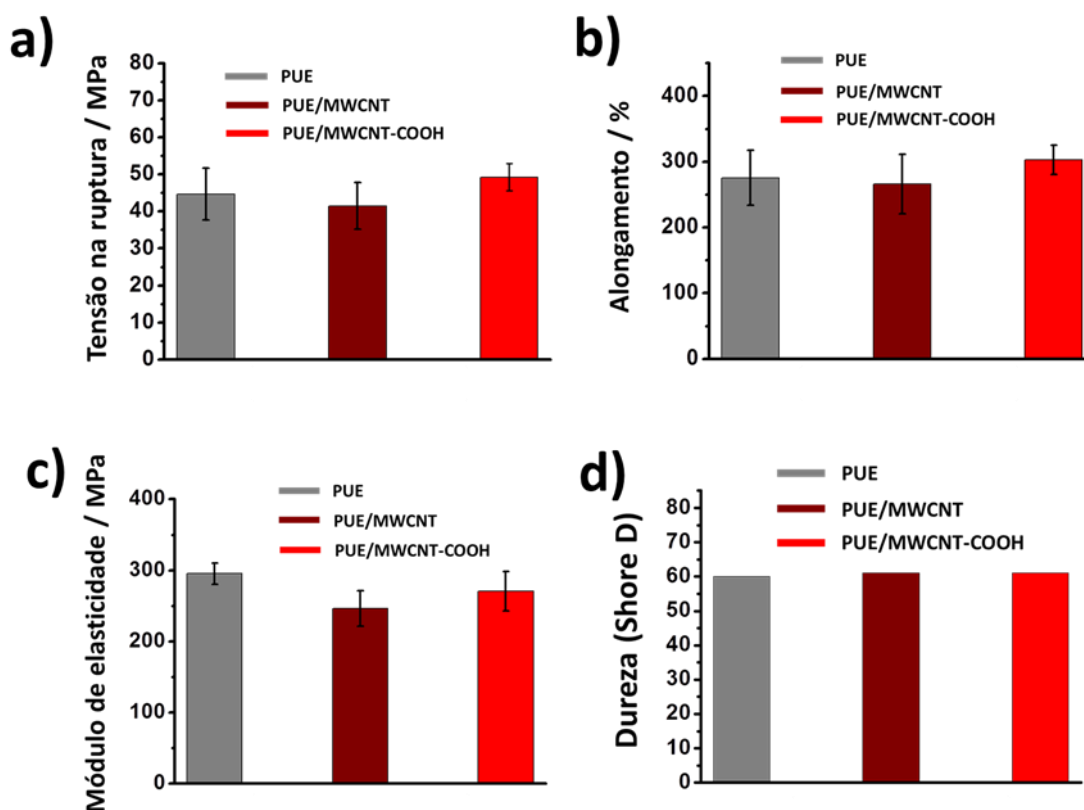 a)
Tensão na ruptura / MPa
80
70
60
50
40
30
20
10
0
PUE
PUE/MWCNT
PUE/MWCNT-COOH
b)
Alongamento / %
400
300
200
100
0
PUE
PUE/MWCNT
PUE/MWCNT-COOH
c)
Módulo de elasticidade / MPa
400
300
200
100
0
PUE
PUE/MWCNT
PUE/MWCNT-COOH
d)
Dureza (Shore D)
80
70
60
50
40
30
20
10
0
PUE
PUE/MWCNT
PUE/MWCNT-COOH